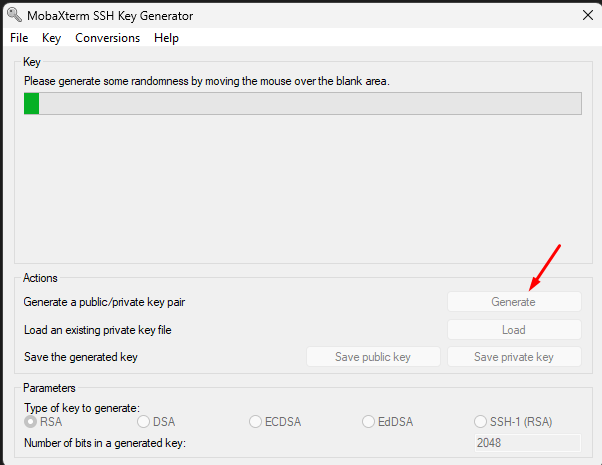 MobaXterm SSH Key Generator
File Key Conversions Help
Key
Please generate some randomness by moving the mouse over the blank area.
Actions
Generate a public/private key pair
Generate
Load an existing private key file
Load
Save the generated key
Save public key
Save private key
Parameters
Type of key to generate:
RSA DSA ECDSA EdDSA SSH-1 (RSA)
Number of bits in a generated key:
2048